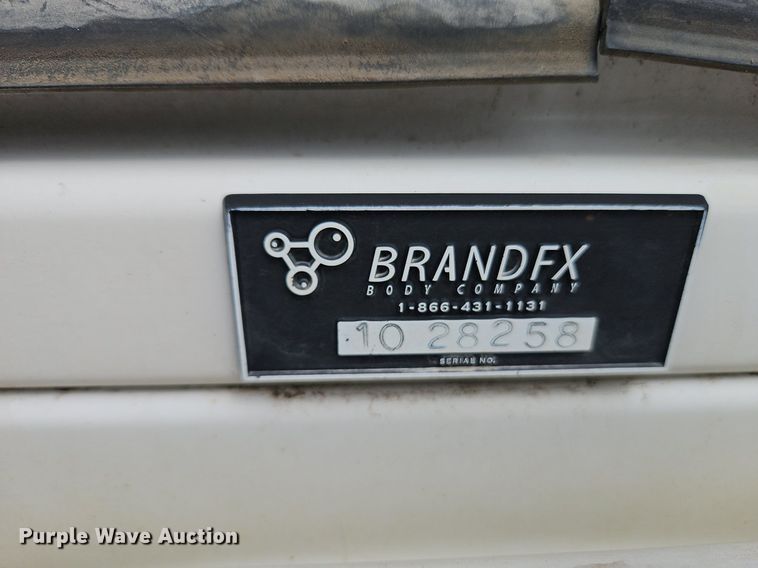 BRANDFX
BODY COMPANY
1-866-431-1131
10 28258
SERIAL NO.
Purple Wave Auction